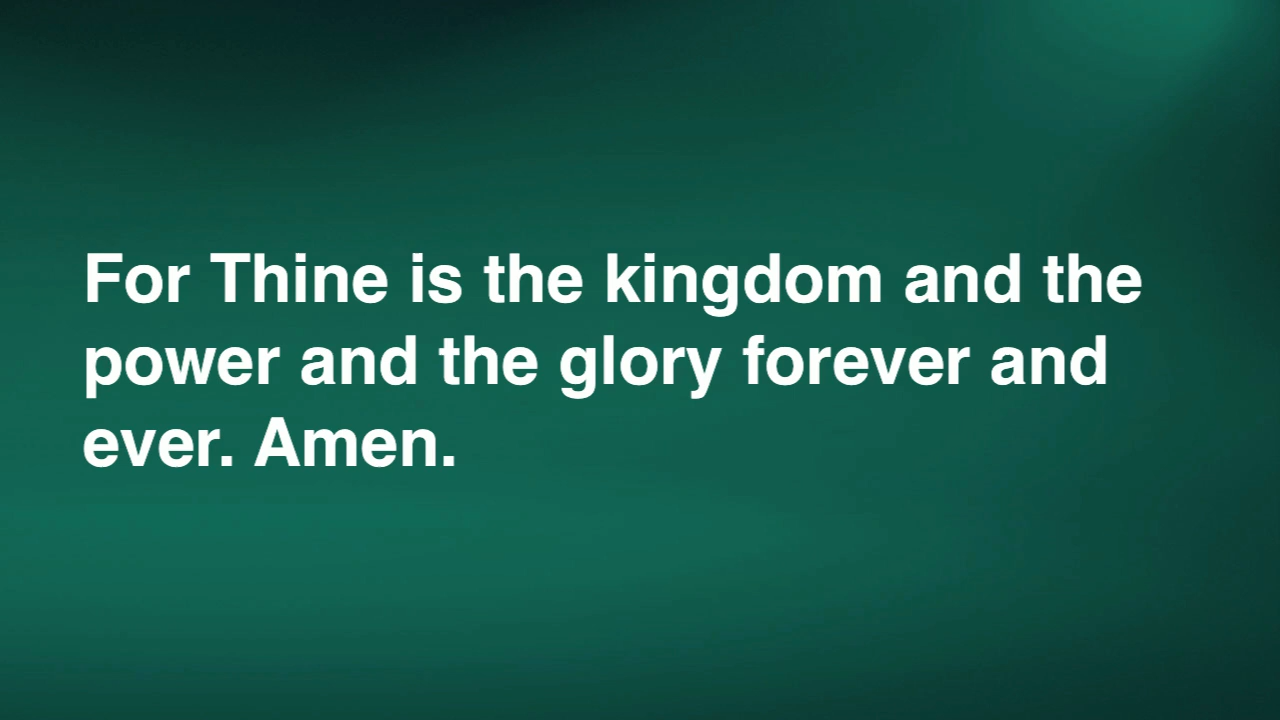 For Thine is the kingdom and the
power and the glory forever and
ever. Amen.